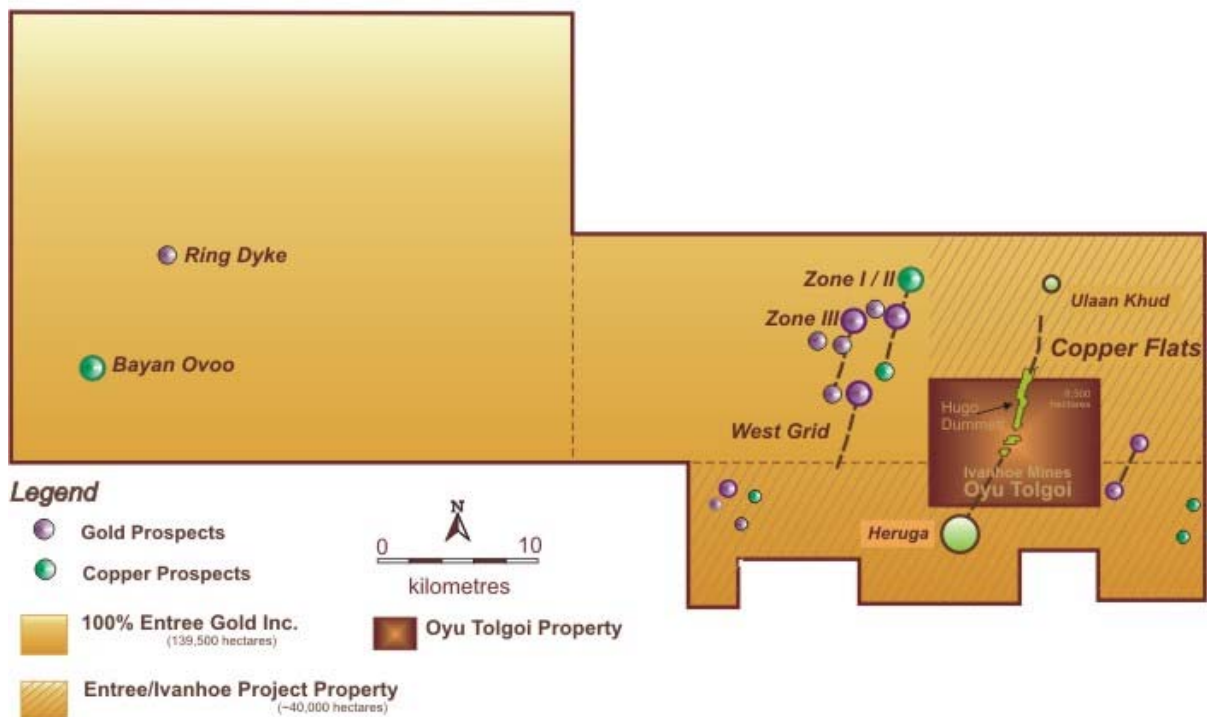 Ring Dyke
Bayan Ovoo
Zone I / II
Zone III
West Grid
Ulaan Khud
Copper Flats
8,500
hectares
Hugo
Dummett
Ivanhoe Mines
Oyu Tolgoi
Heruga
Legend
Gold Prospects
Copper Prospects
100% Entree Gold Inc.
(139,500 hectares)
Entree/Ivanhoe Project Property
(~40,000 hectares)
N
0 10
kilometres
Oyu Tolgoi Property